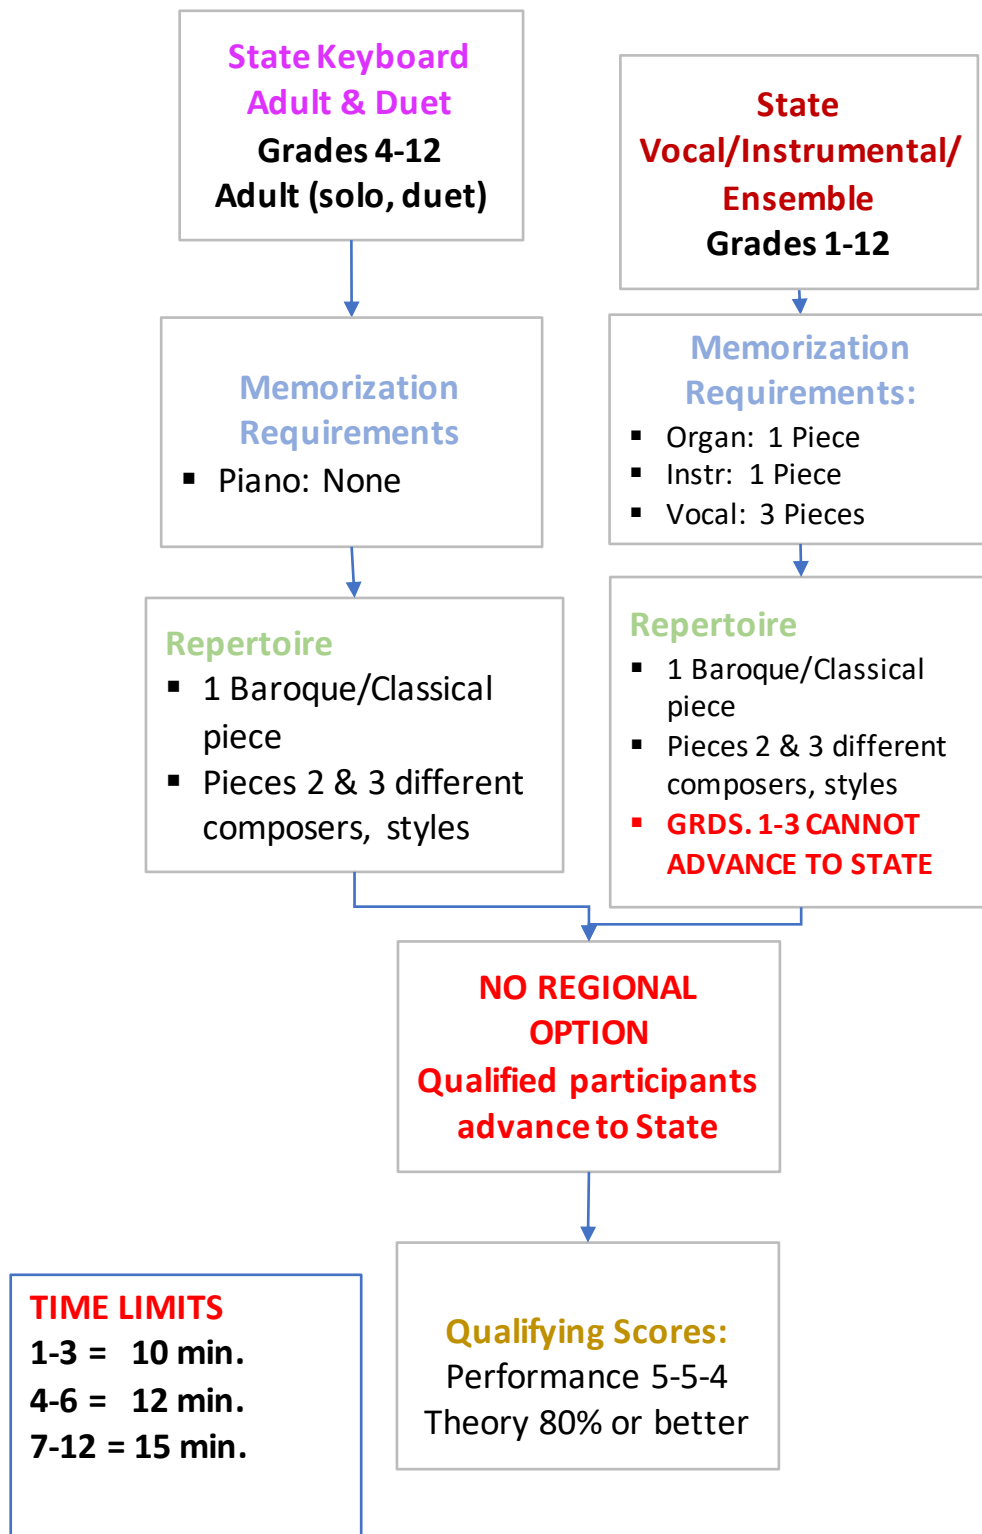 State Keyboard
Adult & Duet
Grades 4-12
Adult (solo, duet)
State
Vocal/Instrumental/
Ensemble
Grades 1-12
Memorization
Requirements
▪ Piano: None
Memorization
Requirements:
▪ Organ: 1 Piece
▪ Instr: 1 Piece
▪ Vocal: 3 Pieces
Repertoire
▪ 1 Baroque/Classical
piece
▪ Pieces 2 & 3 different
composers, styles
Repertoire
▪ 1 Baroque/Classical
piece
▪ Pieces 2 & 3 different
composers, styles
▪ GRDS. 1-3 CANNOT
ADVANCE TO STATE
NO REGIONAL
OPTION
Qualified participants
advance to State
Qualifying Scores:
Performance 5-5-4
Theory 80% or better
TIME LIMITS
1-3 = 10 min.
4-6 = 12 min.
7-12 = 15 min.